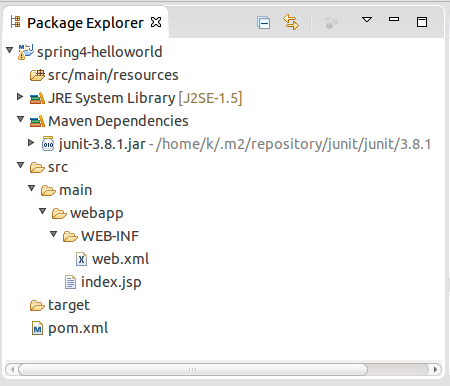 Package Explorer
spring4-helloworld
src/main/resources
JRE System Library [J2SE-1.5]
Maven Dependencies
junit-3.8.1.jar - /home/k/.m2/repository/junit/junit/3.8.1
src
main
webapp
WEB-INF
web.xml
index.jsp
target
pom.xml